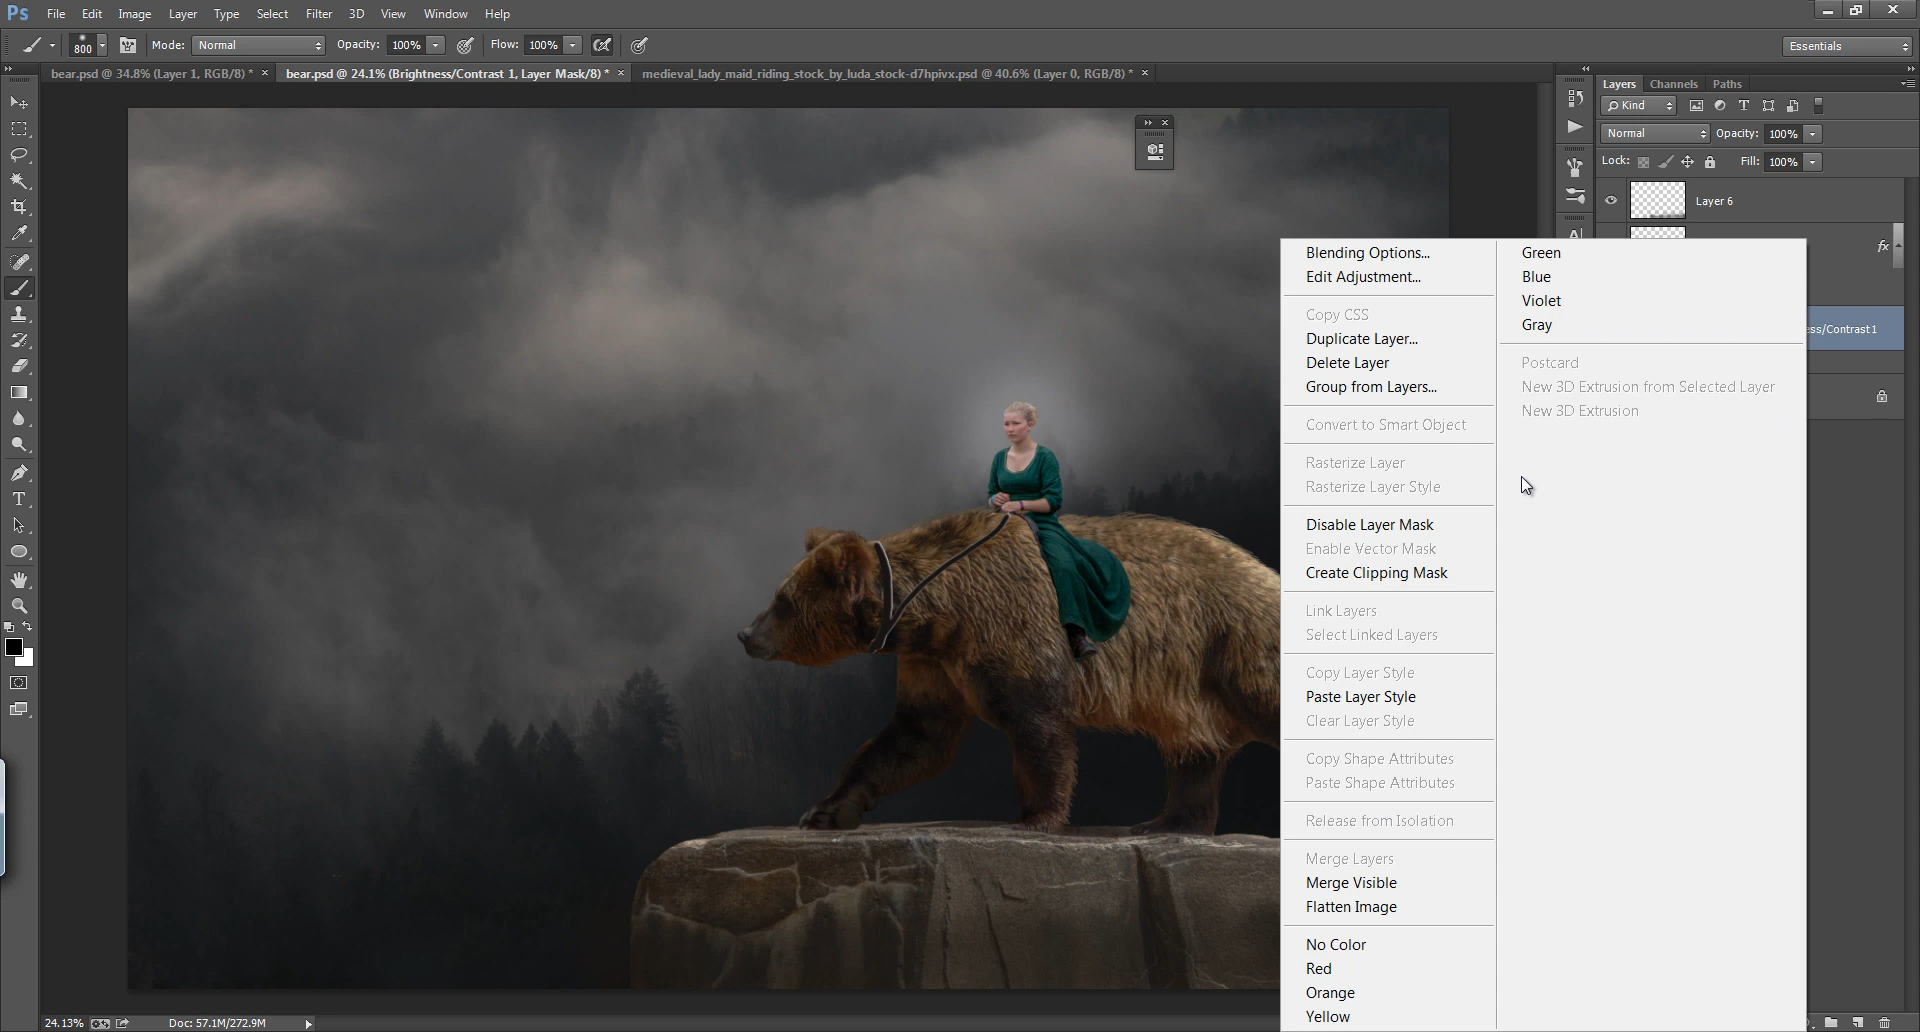 Ps File Edit Image Layer Type Select Filter 3D View Window Help
800 Mode: Normal Opacity: 100% Flow: 100% Essentials
bear.psd @ 34.8% (Layer 1, RGB/8) * × bear.psd @ 24.1% (Brightness/Contrast 1, Layer Mask/8) * × medieval_lady_maid_riding_stock_by_luda_stock-d7hpivx.psd @ 40.6% (Layer 0, RGB/8) * ×
Layers Channels Paths
Kind
Normal Opacity: 100%
Lock: Fill: 100%
Layer 6
fx
ess/Contrast 1
Blending Options...
Edit Adjustment...
Copy CSS
Duplicate Layer...
Delete Layer
Group from Layers...
Convert to Smart Object
Rasterize Layer
Rasterize Layer Style
Disable Layer Mask
Enable Vector Mask
Create Clipping Mask
Link Layers
Select Linked Layers
Copy Layer Style
Paste Layer Style
Clear Layer Style
Copy Shape Attributes
Paste Shape Attributes
Release from Isolation
Merge Layers
Merge Visible
Flatten Image
No Color
Red
Orange
Yellow
Green
Blue
Violet
Gray
Postcard
New 3D Extrusion from Selected Layer
New 3D Extrusion
24.13% Doc: 57.1M/272.9M